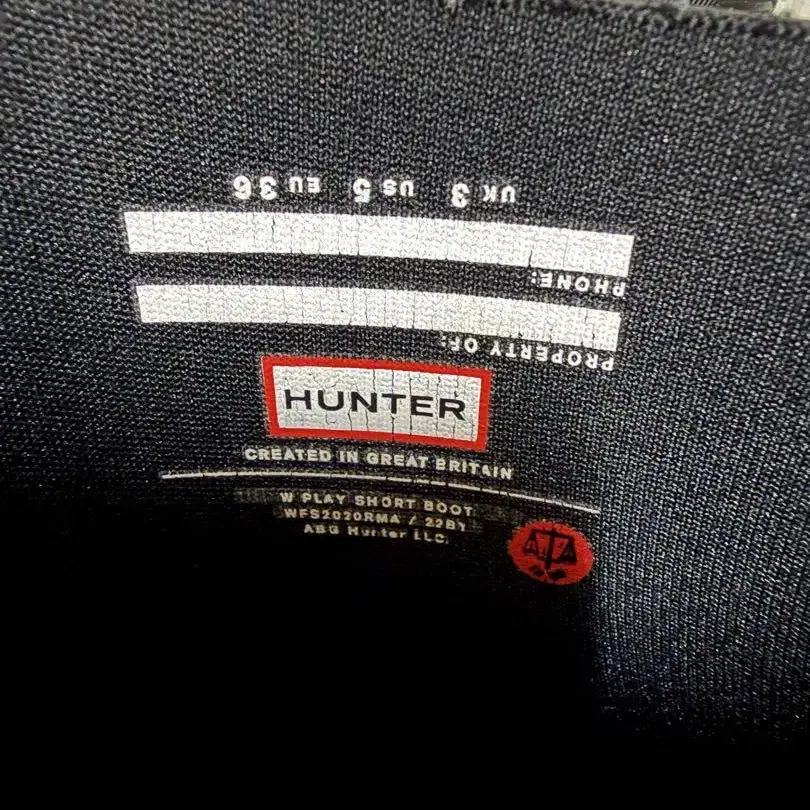 UK 3 US 5 EU 36
PHONE:
PROPERTY OF:
HUNTER
CREATED IN GREAT BRITAIN
W PLAY SHORT BOOT
WFS2020RMA / 22B1
ABG Hunter LLC.